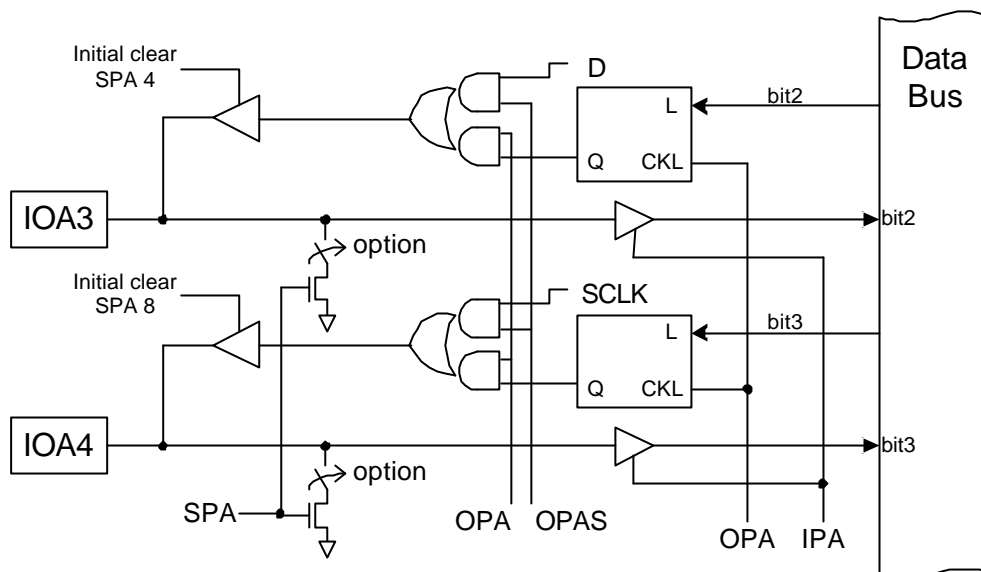 Initial clear
SPA 4
D
L
bit2
Data
Bus
Q
CKL
IOA3
bit2
option
Initial clear
SPA 8
SCLK
L
bit3
Q
CKL
IOA4
bit3
option
SPA
OPA
OPAS
OPA
IPA